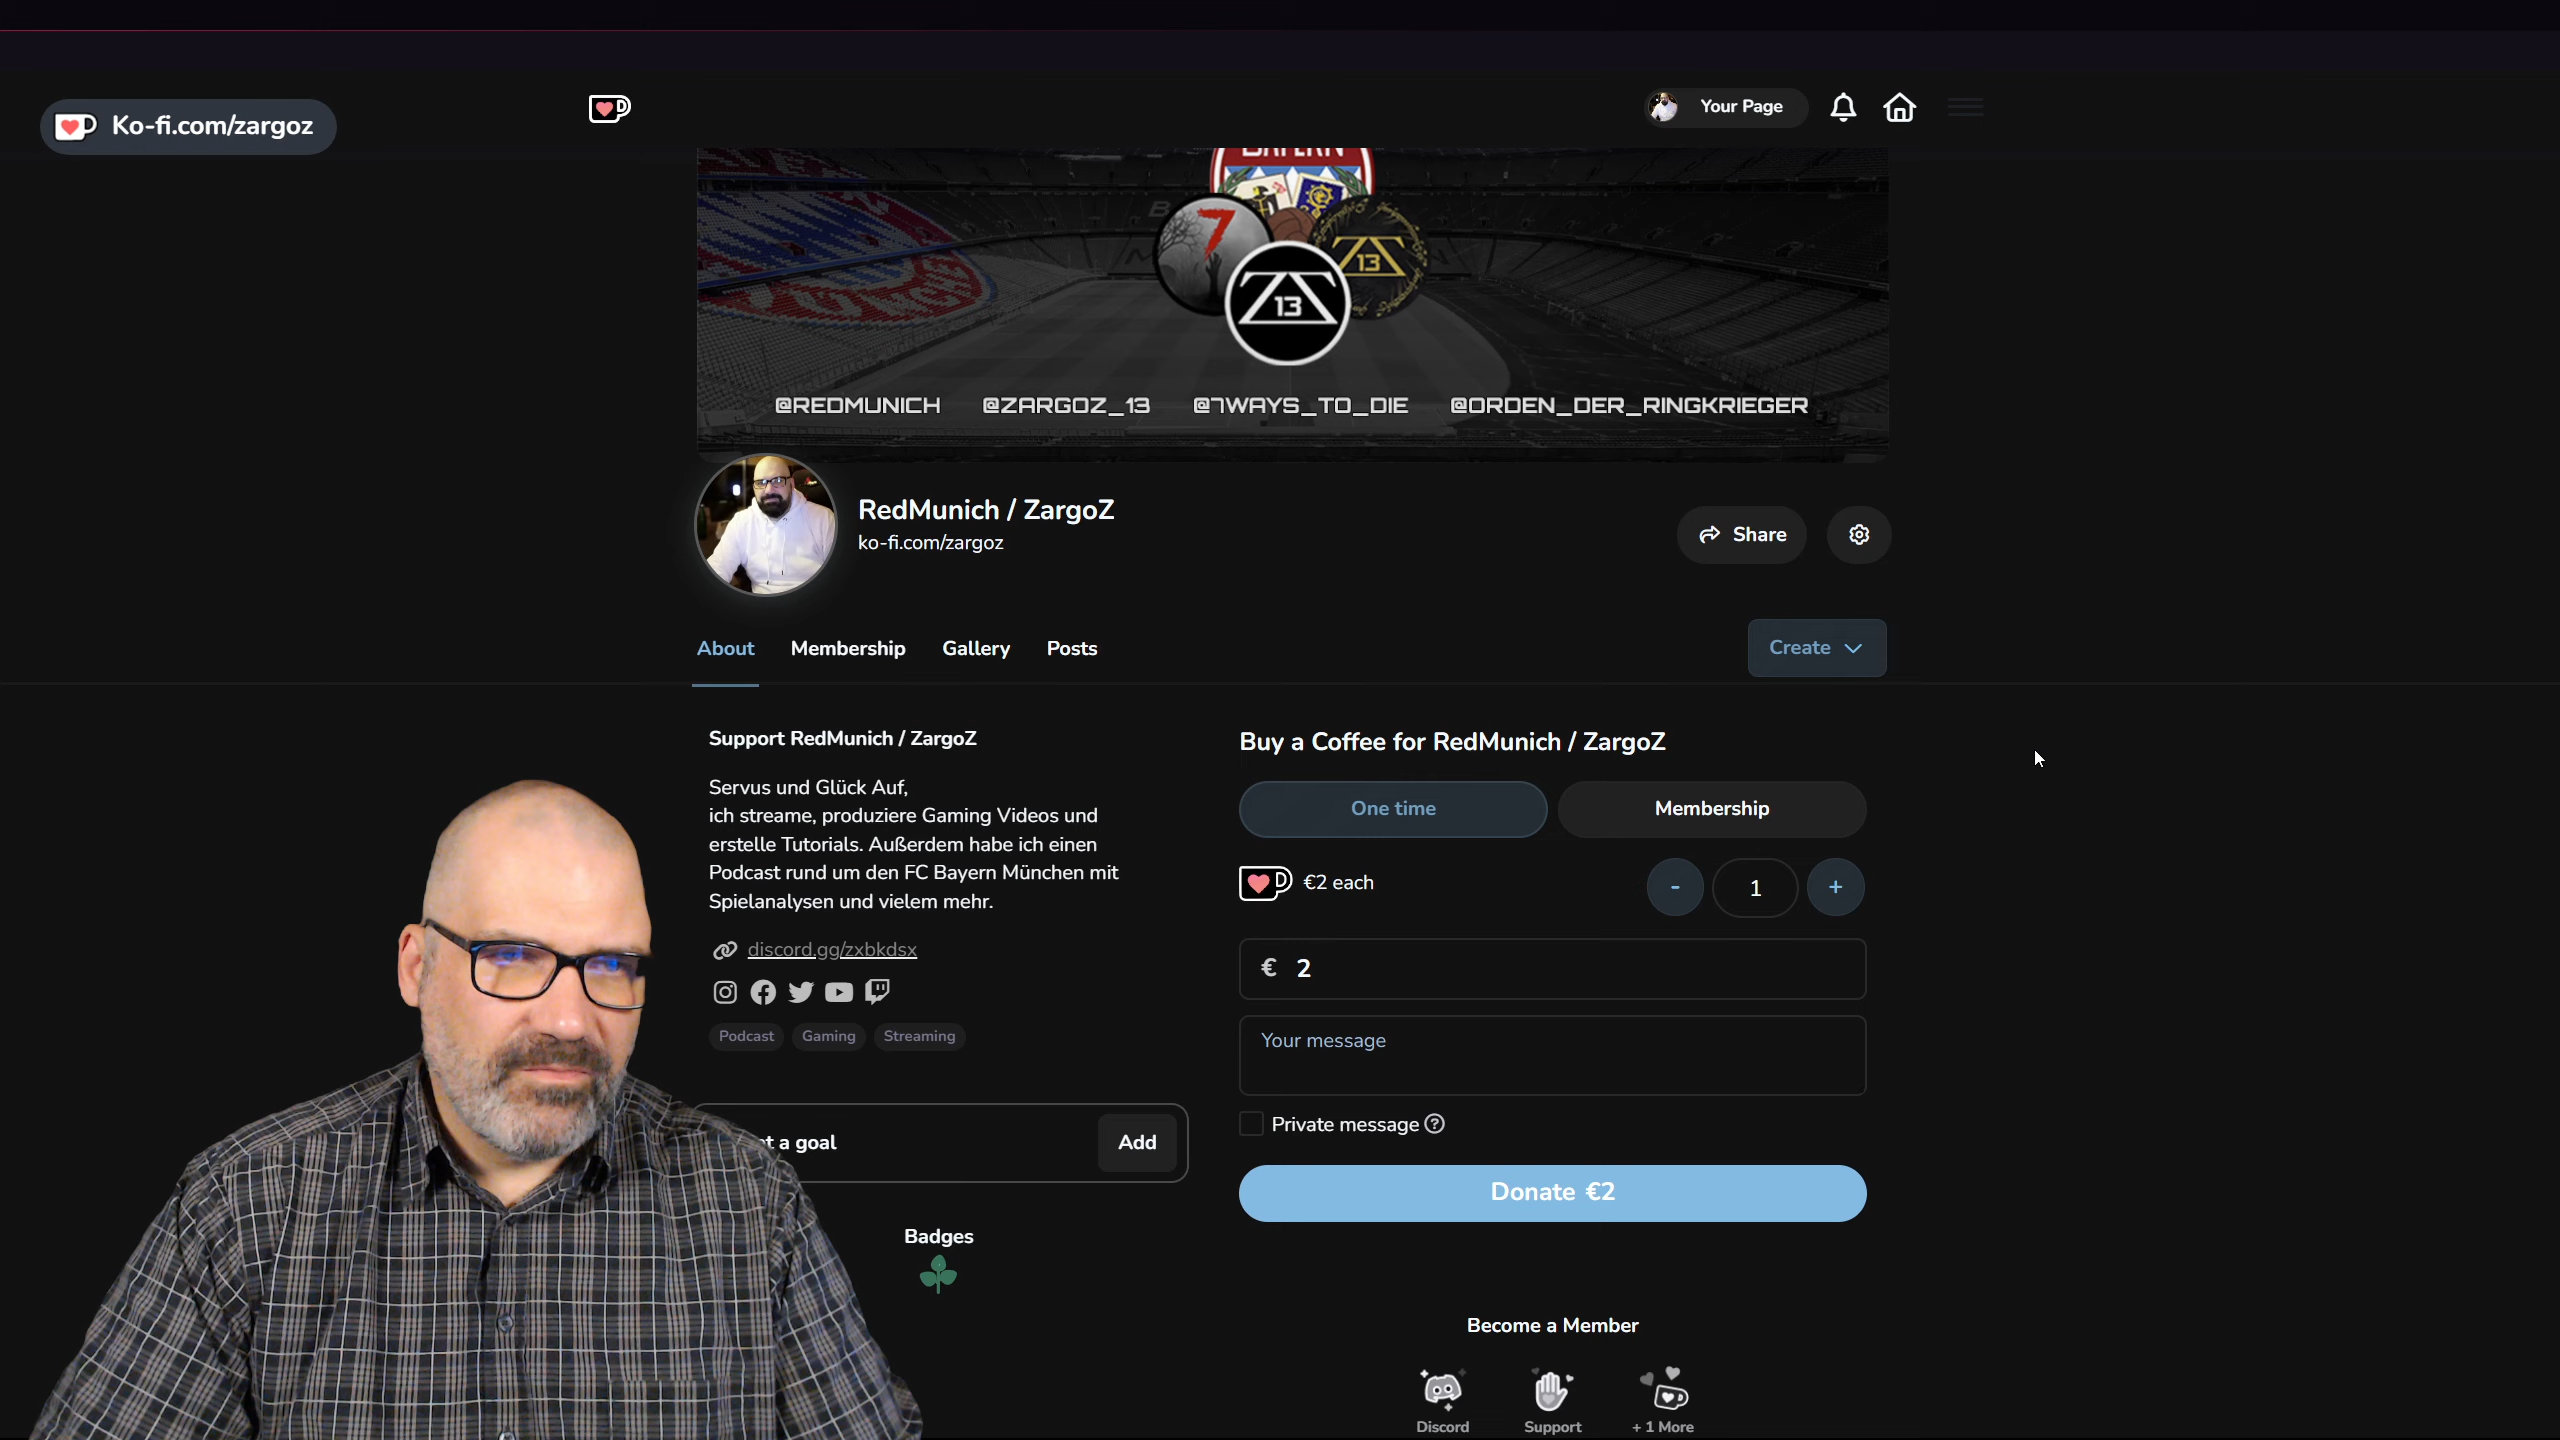 Ko-fi.com/zargoz
Your Page
BAYERN
7
13
13
@REDMUNICH @ZARGOZ_13 @7WAYS_TO_DIE @ORDEN_DER_RINGKRIEGER
RedMunich / ZargoZ
ko-fi.com/zargoz
Share
About Membership Gallery Posts
Create
Support RedMunich / ZargoZ
Servus und Glück Auf,
ich streame, produziere Gaming Videos und
erstelle Tutorials. Außerdem habe ich einen
Podcast rund um den FC Bayern München mit
Spielanalysen und vielem mehr.
discord.gg/zxbkdsx
Podcast Gaming Streaming
a goal
Add
Badges
Buy a Coffee for RedMunich / ZargoZ
One time Membership
€2 each
- 1 +
€ 2
Your message
Private message ?
Donate €2
Become a Member
Discord Support + 1 More